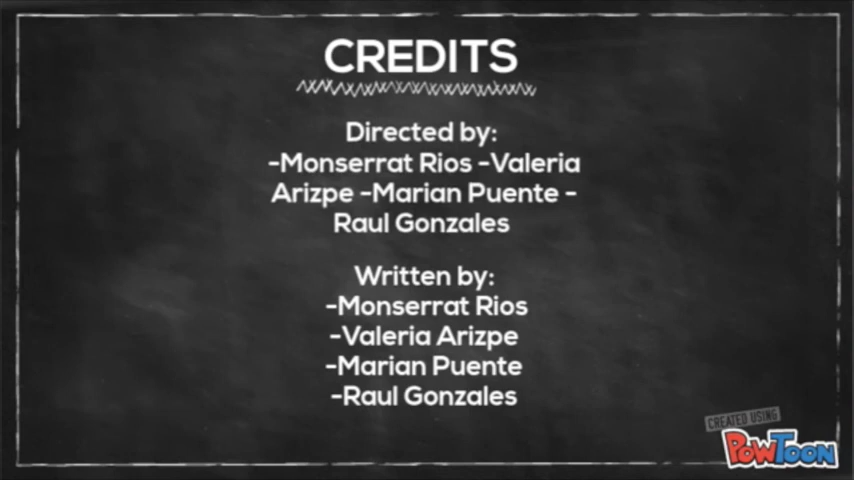 CREDITS
Directed by:
-Monserrat Rios -Valeria
Arizpe -Marian Puente -
Raul Gonzales
Written by:
-Monserrat Rios
-Valeria Arizpe
-Marian Puente
-Raul Gonzales
CREATED USING
POWTOON